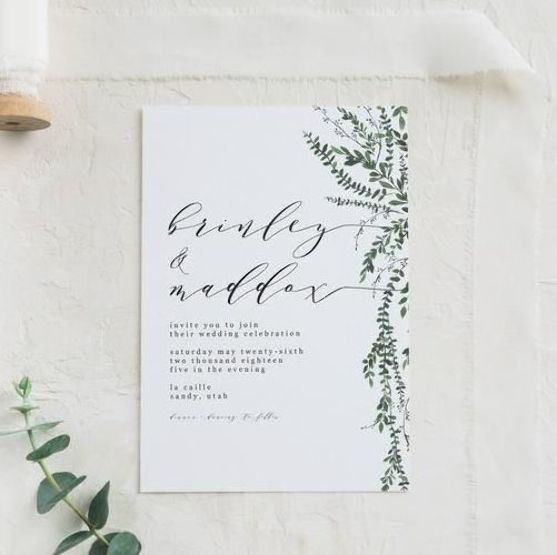 brinley
&
maddox
invite you to join
their wedding celebration
saturday may twenty-sixth
two thousand eighteen
five in the evening
la caille
sandy, utah
dinner + dancing to follow